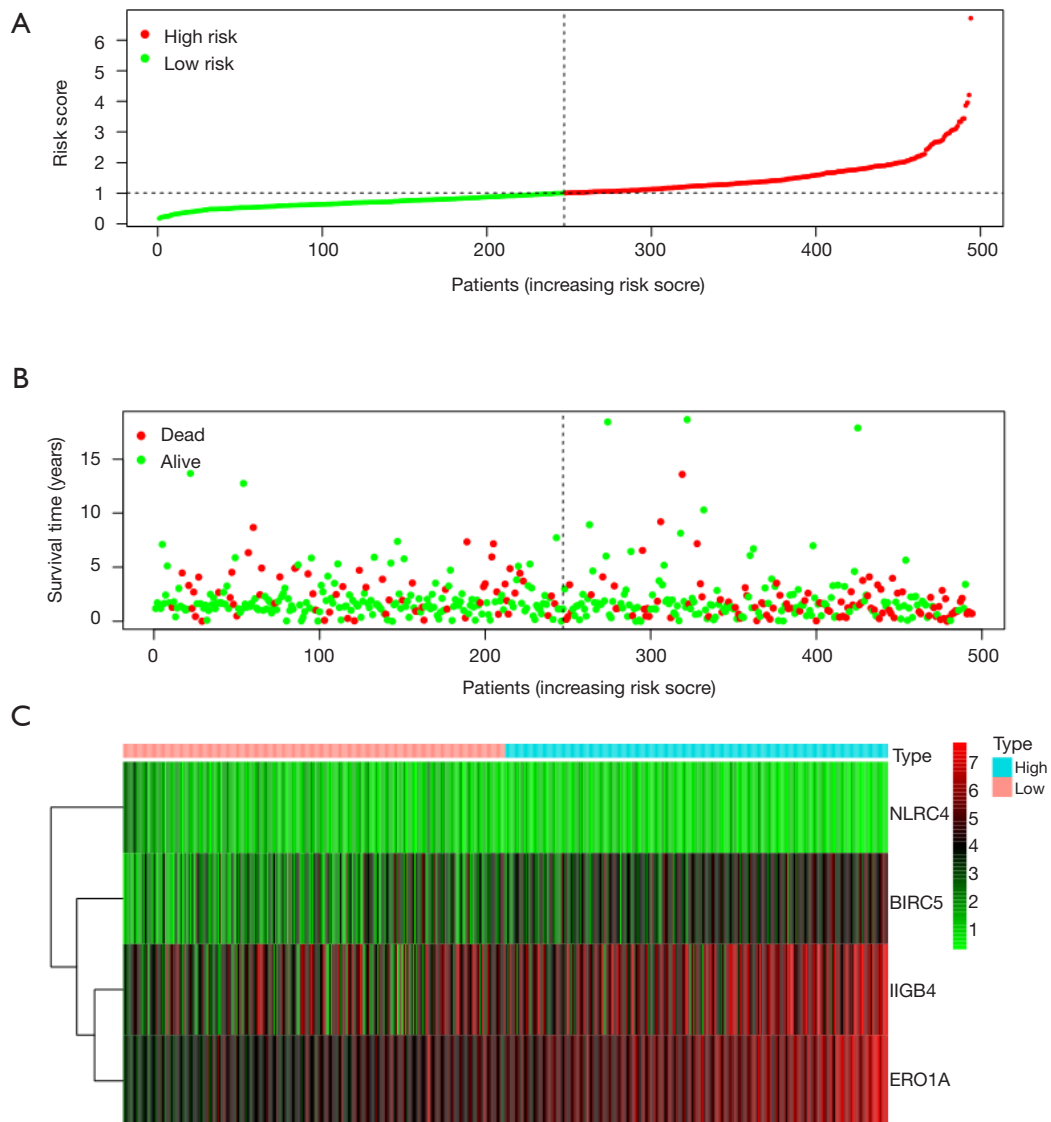 A
High risk
Low risk
Risk score
6
5
4
3
2
1
0
0 100 200 300 400 500
Patients (increasing risk socre)
B
Dead
Alive
Survival time (years)
15
10
5
0
0 100 200 300 400 500
Patients (increasing risk socre)
C
Type
NLRC4
BIRC5
IIGB4
ERO1A
7
6
5
4
3
2
1
Type
High
Low